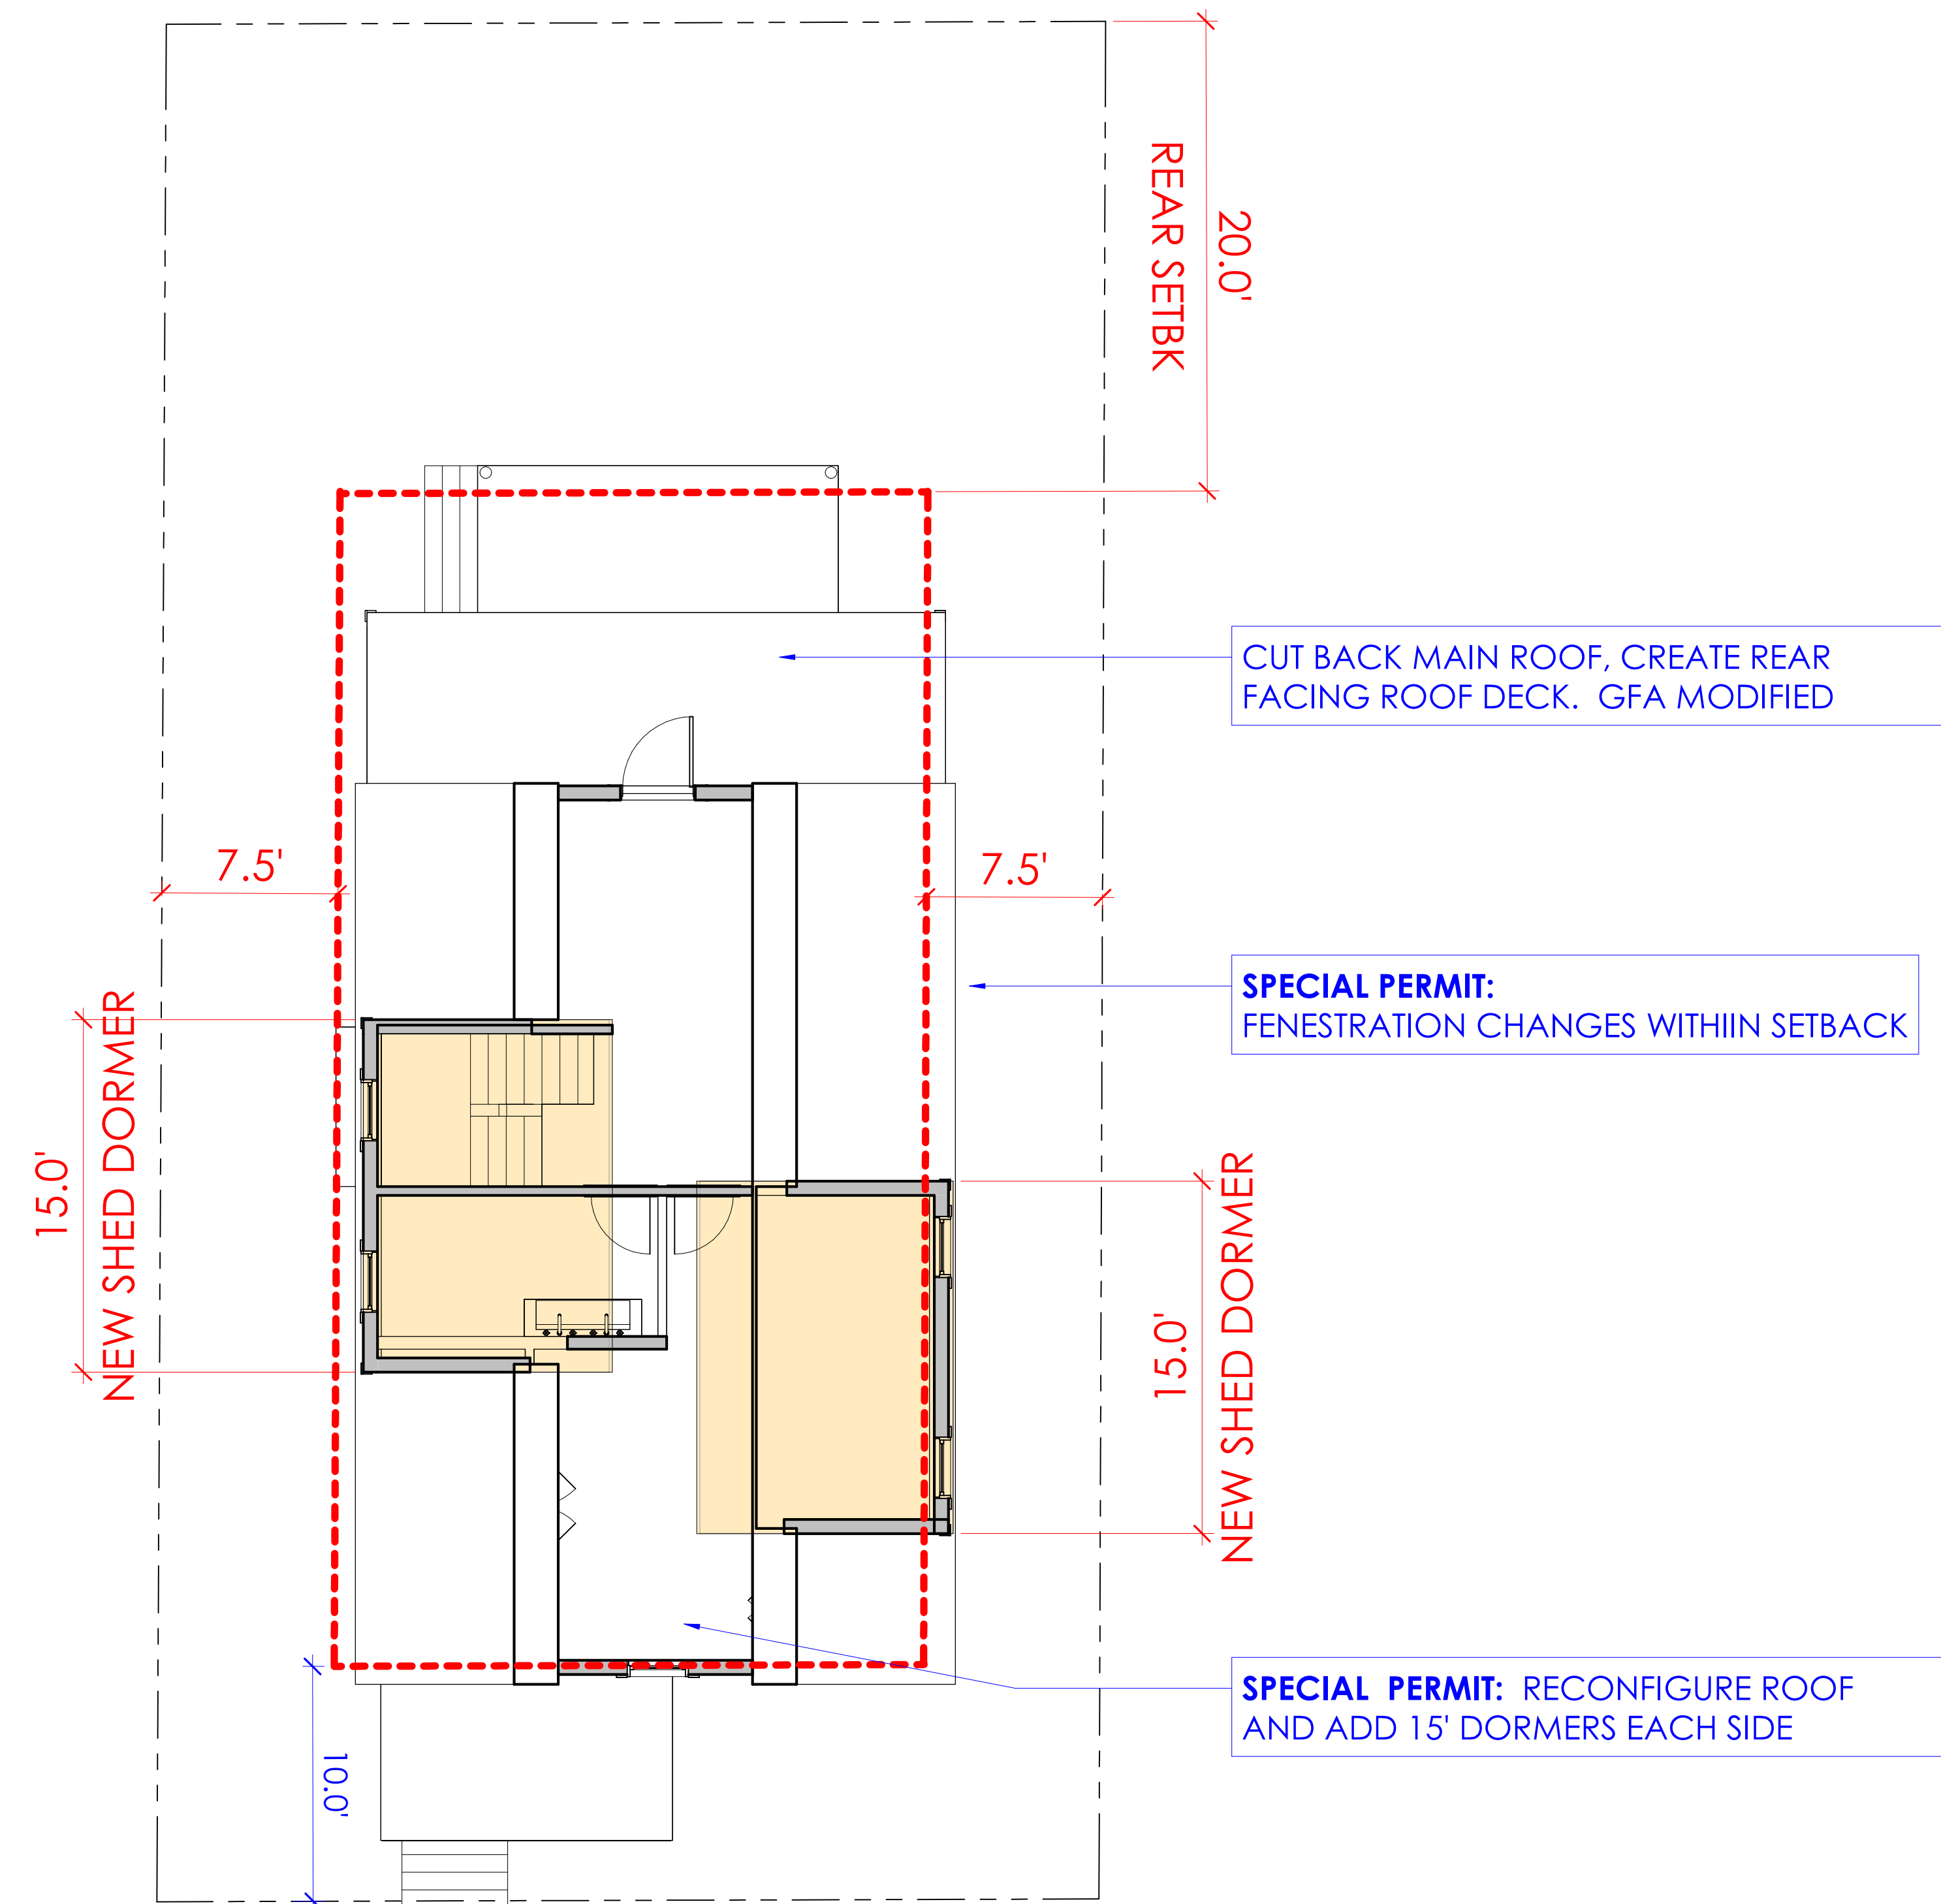 REAR SETBK
20.0'
CUT BACK MAIN ROOF, CREATE REAR
FACING ROOF DECK. GFA MODIFIED
7.5'
7.5'
SPECIAL PERMIT:
FENESTRATION CHANGES WITHIIN SETBACK
15.0'
NEW SHED DORMER
15.0'
NEW SHED DORMER
SPECIAL PERMIT: RECONFIGURE ROOF
AND ADD 15' DORMERS EACH SIDE
10.0'